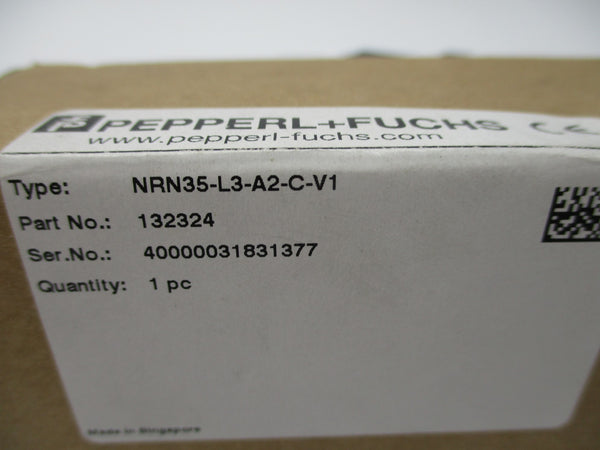 PEPPERL+FUCHS CE
www.pepperl-fuchs.com
Type: NRN35-L3-A2-C-V1
Part No.: 132324
Ser.No.: 40000031831377
Quantity: 1 pc
Made in Singapore